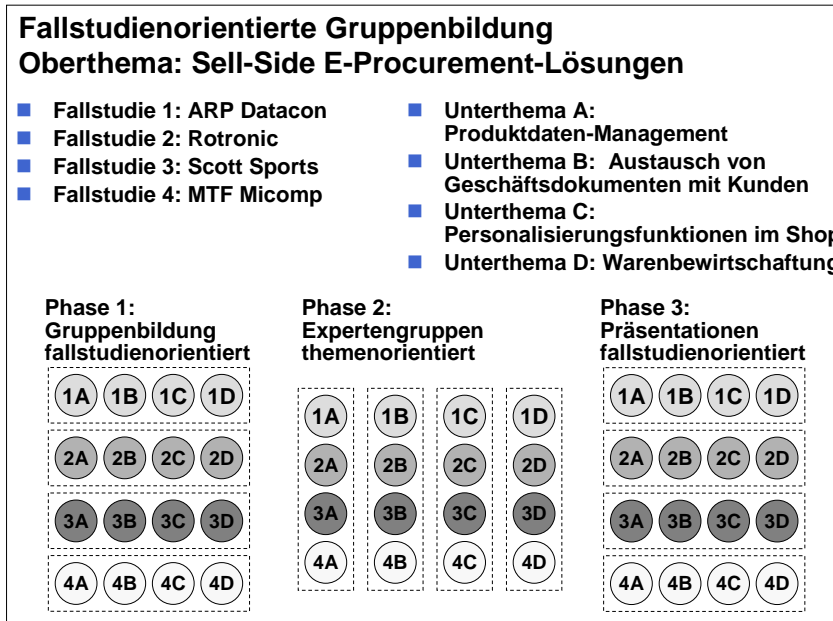 Fallstudienorientierte Gruppenbildung
Oberthema: Sell-Side E-Procurement-Lösungen
Fallstudie 1: ARP Datacon
Fallstudie 2: Rotronic
Fallstudie 3: Scott Sports
Fallstudie 4: MTF Micomp
Unterthema A:
Produktdaten-Management
Unterthema B: Austausch von
Geschäftsdokumenten mit Kunden
Unterthema C:
Personalisierungsfunktionen im Shop
Unterthema D: Warenbewirtschaftung
Phase 1:
Gruppenbildung
fallstudienorientiert
1A 1B 1C 1D
2A 2B 2C 2D
3A 3B 3C 3D
4A 4B 4C 4D
Phase 2:
Expertengruppen
themenorientiert
1A 1B 1C 1D
2A 2B 2C 2D
3A 3B 3C 3D
4A 4B 4C 4D
Phase 3:
Präsentationen
fallstudienorientiert
1A 1B 1C 1D
2A 2B 2C 2D
3A 3B 3C 3D
4A 4B 4C 4D